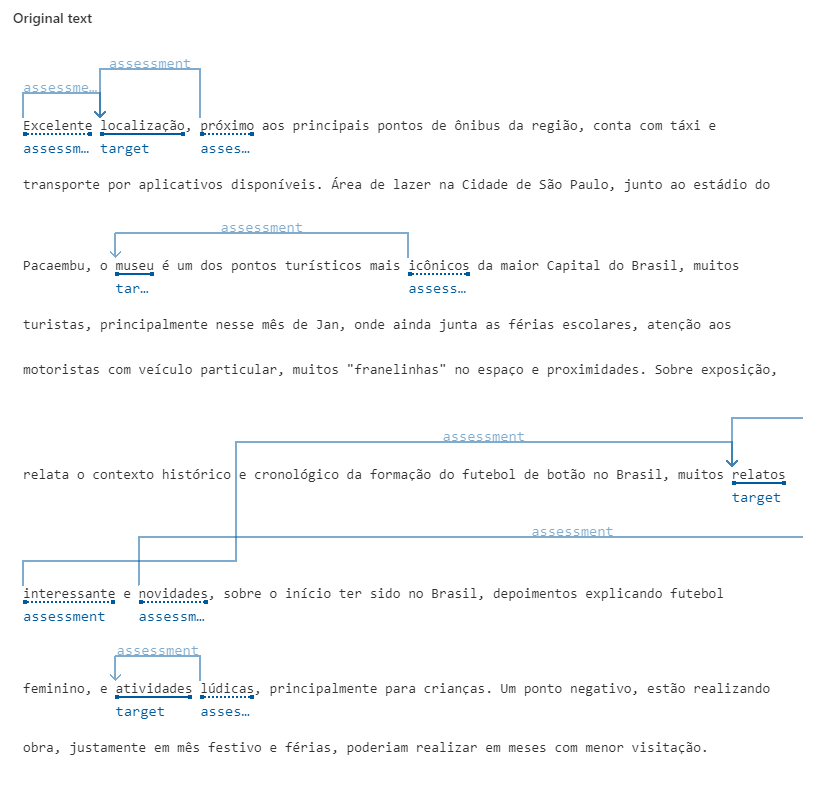 Original text
assessment
assessme…
Excelente localização, próximo aos principais pontos de ônibus da região, conta com táxi e
assessm… target asses…
transporte por aplicativos disponíveis. Área de lazer na Cidade de São Paulo, junto ao estádio do
assessment
Pacaembu, o museu é um dos pontos turísticos mais icônicos da maior Capital do Brasil, muitos
tar… assess…
turistas, principalmente nesse mês de Jan, onde ainda junta as férias escolares, atenção aos
motoristas com veículo particular, muitos "franelinhas" no espaço e proximidades. Sobre exposição,
assessment
relata o contexto histórico e cronológico da formação do futebol de botão no Brasil, muitos relatos
target
assessment
interessante e novidades, sobre o início ter sido no Brasil, depoimentos explicando futebol
assessment assessm…
assessment
feminino, e atividades lúdicas, principalmente para crianças. Um ponto negativo, estão realizando
target asses…
obra, justamente em mês festivo e férias, poderiam realizar em meses com menor visitação.